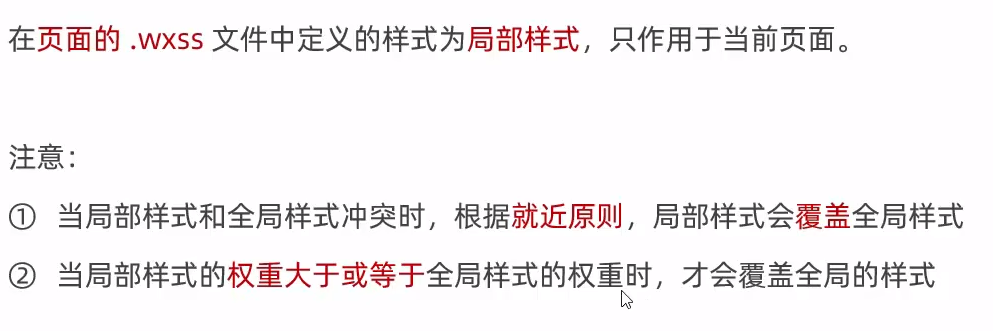 在页面的 .wxss 文件中定义的样式为局部样式，只作用于当前页面。
注意：
① 当局部样式和全局样式冲突时，根据就近原则，局部样式会覆盖全局样式
② 当局部样式的权重大于或等于全局样式的权重时，才会覆盖全局的样式